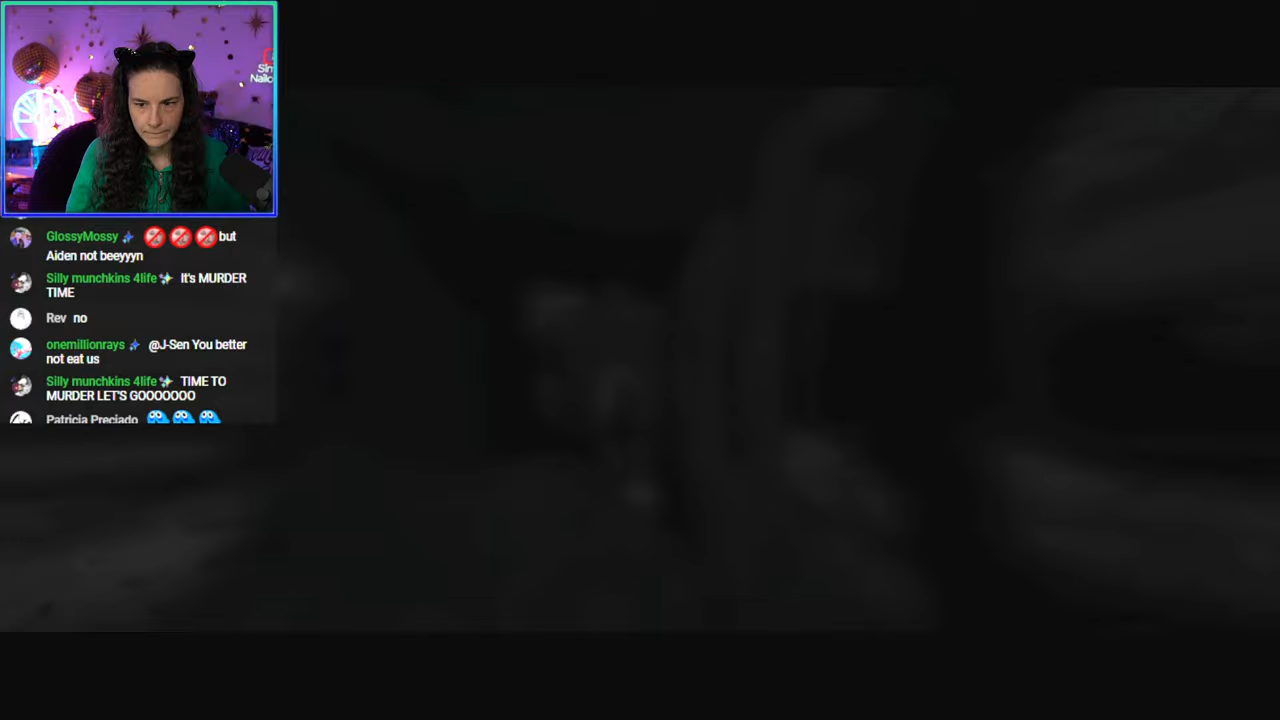 GlossyMossy but
Aiden not beeyyyn
Silly munchkins 4life It's MURDER
TIME
Rev no
onemillionrays @J-Sen You better
not eat us
Silly munchkins 4life TIME TO
MURDER LET'S GOOOOOOO
Patricia Preciado